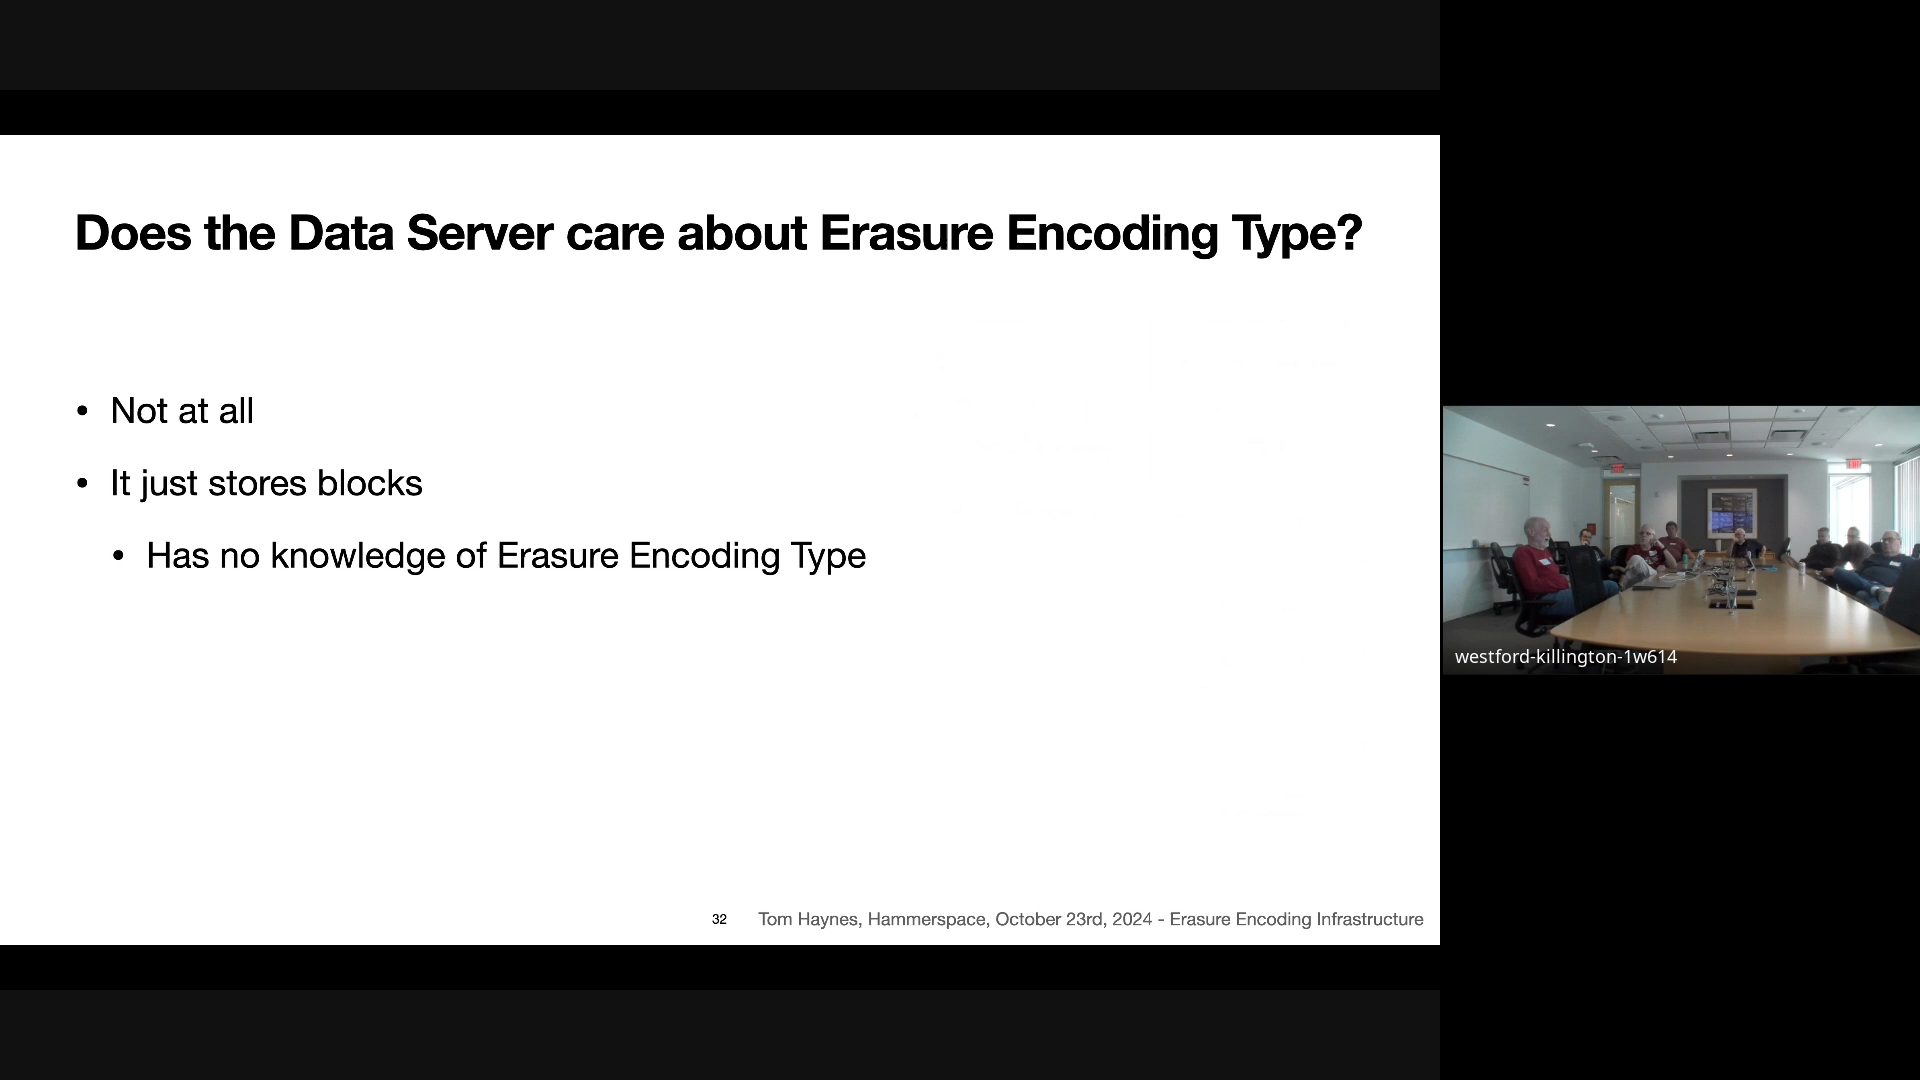 Does the Data Server care about Erasure Encoding Type?
• Not at all
• It just stores blocks
• Has no knowledge of Erasure Encoding Type
32 Tom Haynes, Hammerspace, October 23rd, 2024 - Erasure Encoding Infrastructure
westford-killington-1w614